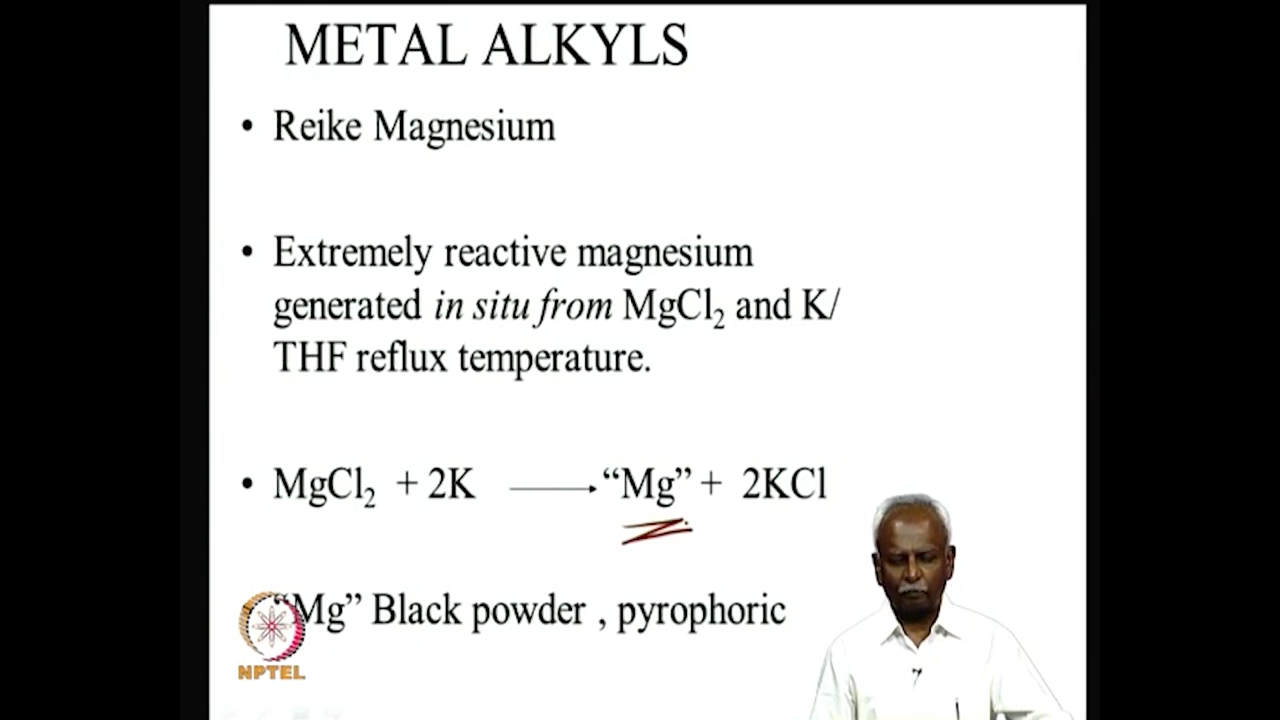 METAL ALKYLS
• Reike Magnesium
• Extremely reactive magnesium
generated in situ from MgCl₂ and K/
THF reflux temperature.
• MgCl₂ + 2K ⟶ “Mg” + 2KCl
“Mg” Black powder , pyrophoric
NPTEL